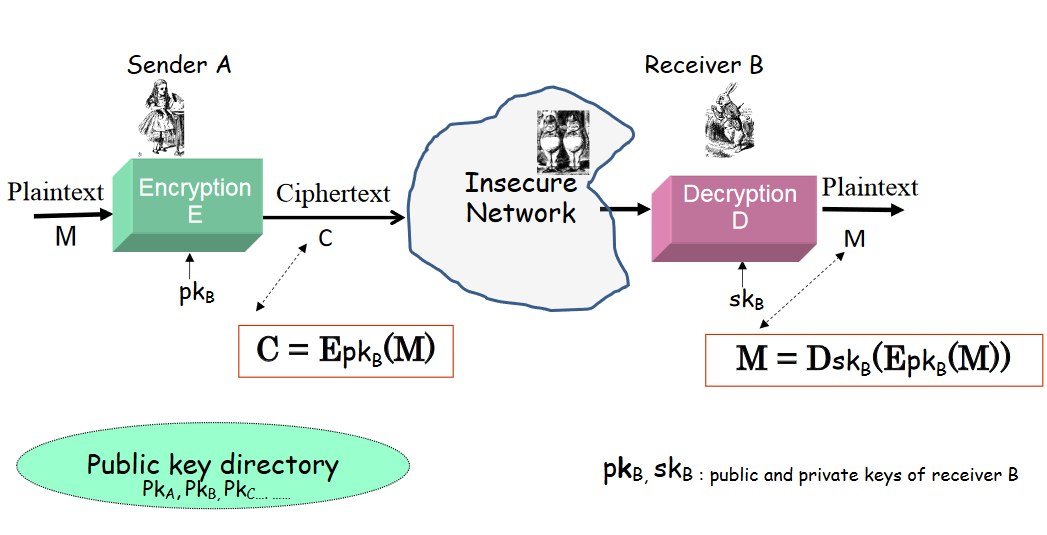 Sender A
Receiver B
Plaintext
M
Encryption
E
Ciphertext
C
Insecure
Network
Decryption
D
Plaintext
M
pkB
skB
C = EpkB(M)
M = DskB(EpkB(M))
Public key directory
PkA, PkB, PkC..., ......
pkB, skB : public and private keys of receiver B